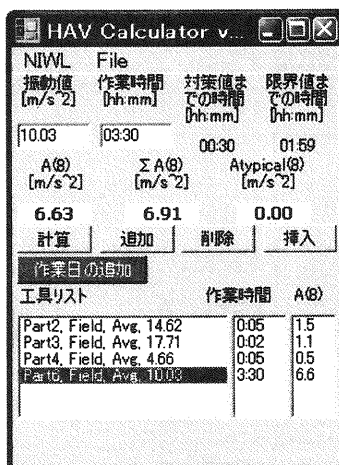 HAV Calculator v...
NIWL File
振動値 作業時間 対策値ま 限界値ま
[m/s^2] [hh:mm] での時間 での時間
[hh:mm] [hh:mm]
10.03 03:30 00:30 01:59
A(8) Σ A(8) Atypical(8)
[m/s^2] [m/s^2] [m/s^2]
6.63 6.91 0.00
計算 追加 削除 挿入
作業日の追加
工具リスト 作業時間 A(8)
Part2, Field, Avg, 14.62 0:05 1.5
Part3, Field, Avg, 17.71 0:02 1.1
Part4, Field, Avg, 4.66 0:05 0.5
Part6, Field, Avg, 10.03 3:30 6.6